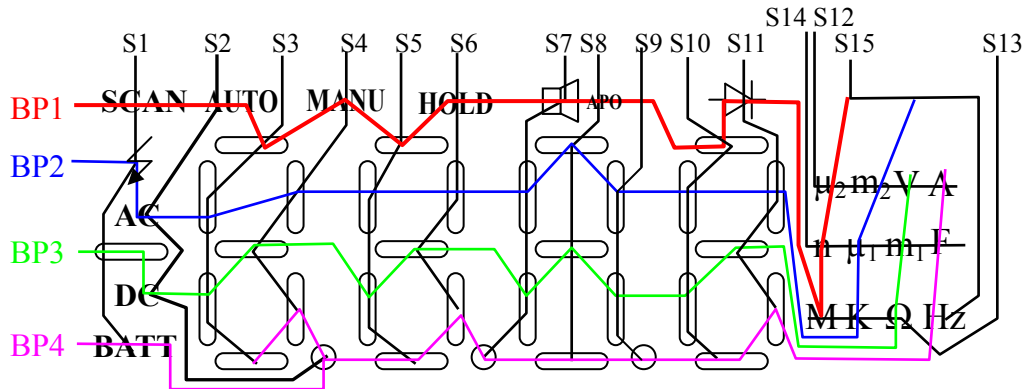 S14 S12
S1 S2 S3 S4 S5 S6 S7 S8 S9 S10 S11 S15 S13
BP1 SCAN AUTO MANU HOLD APO
BP2
μ2 m2 V A
AC
BP3 n μ1 m1 F
DC
M K Ω Hz
BP4 BATT